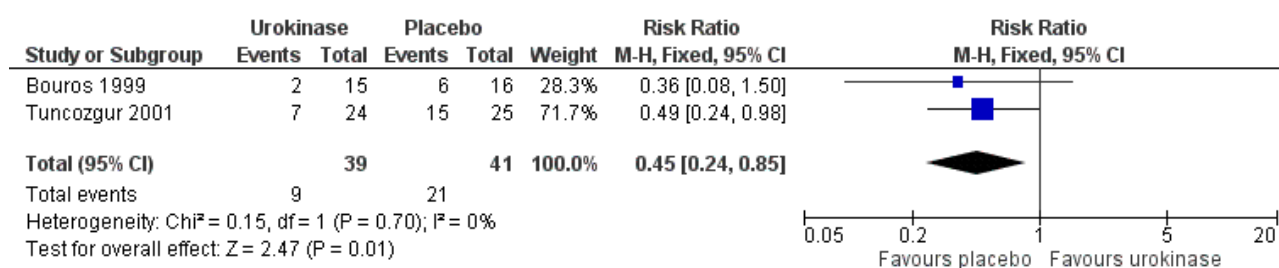 Urokinase Placebo Risk Ratio Risk Ratio
Study or Subgroup Events Total Events Total Weight M-H, Fixed, 95% CI M-H, Fixed, 95% CI
Bouros 1999 2 15 6 16 28.3% 0.36 [0.08, 1.50]
Tuncozgur 2001 7 24 15 25 71.7% 0.49 [0.24, 0.98]
Total (95% CI) 39 41 100.0% 0.45 [0.24, 0.85]
Total events 9 21
Heterogeneity: Chi² = 0.15, df = 1 (P = 0.70); I² = 0%
Test for overall effect: Z = 2.47 (P = 0.01)
0.05 0.2 1 5 20
Favours placebo Favours urokinase